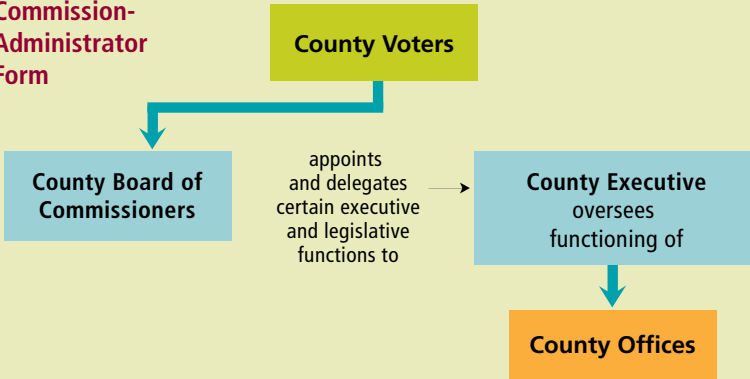 Commission-
Administrator
Form
County Voters
County Board of
Commissioners
appoints
and delegates
certain executive
and legislative
functions to
County Executive
oversees
functioning of
County Offices